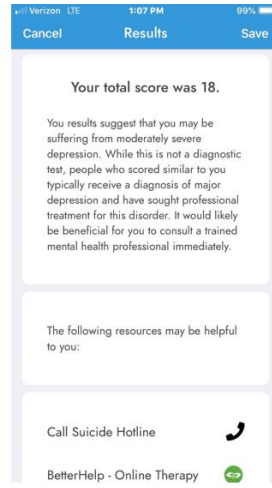 Verizon LTE 1:07 PM 99%
Cancel Results Save
Your total score was 18.
You results suggest that you may be
suffering from moderately severe
depression. While this is not a diagnostic
test, people who scored similar to you
typically receive a diagnosis of major
depression and have sought professional
treatment for this disorder. It would likely
be beneficial for you to consult a trained
mental health professional immediately.
The following resources may be helpful
to you:
Call Suicide Hotline
BetterHelp - Online Therapy